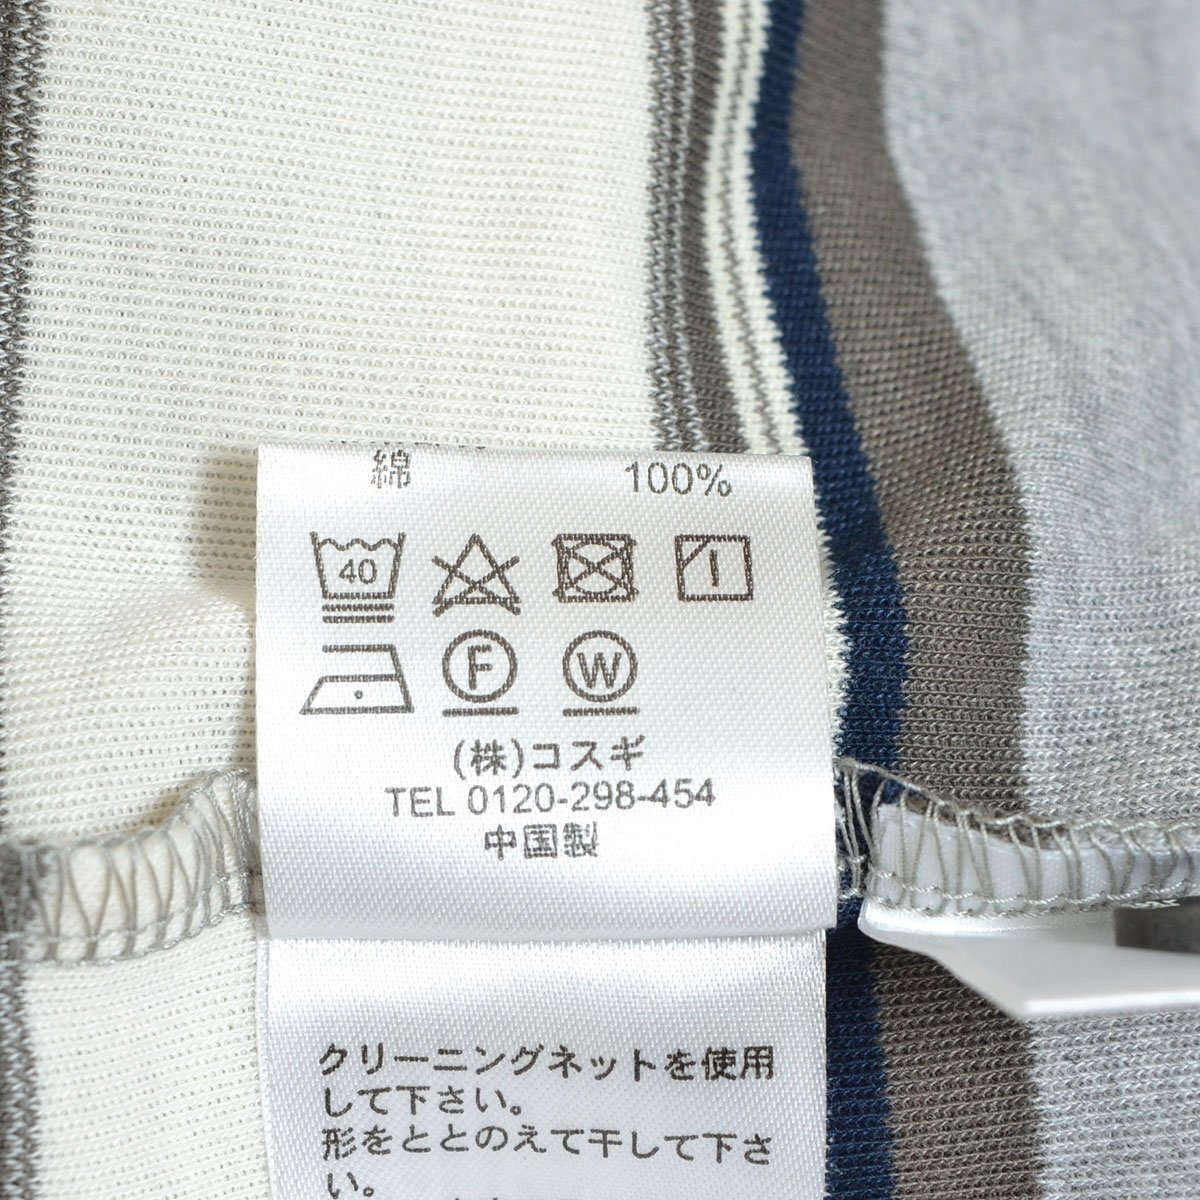 綿 100%
40
F W
(株)コスギ
TEL 0120-298-454
中国製
クリーニングネットを使用
して下さい。
形をととのえて干して下さ
い。